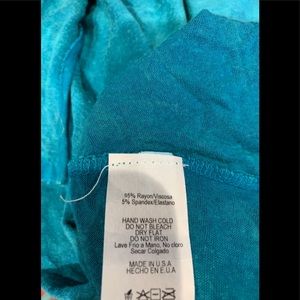 95% Rayon/Viscosa
5% Spandex/Elastano
HAND WASH COLD
DO NOT BLEACH
DRY FLAT
DO NOT IRON
Lave Frio a Mano, No cloro
Secar Colgado
MADE IN U.S.A
HECHO EN E.U.A